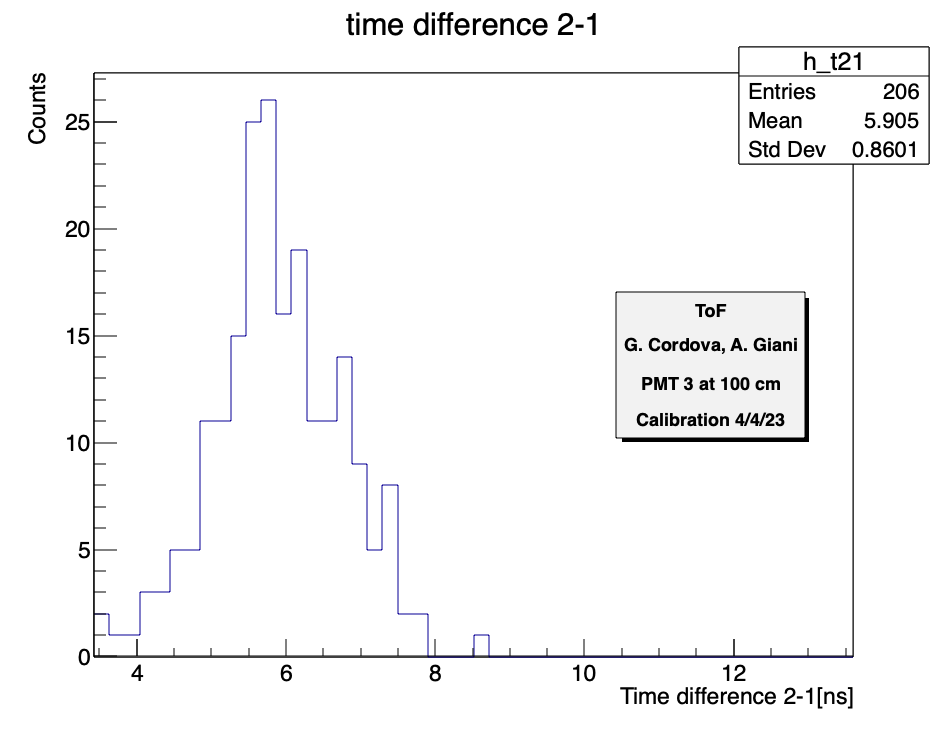 time difference 2-1
h_t21
Entries 206
Mean 5.905
Std Dev 0.8601
Counts
25
20
15
10
5
0
ToF
G. Cordova, A. Giani
PMT 3 at 100 cm
Calibration 4/4/23
4 6 8 10 12
Time difference 2-1[ns]